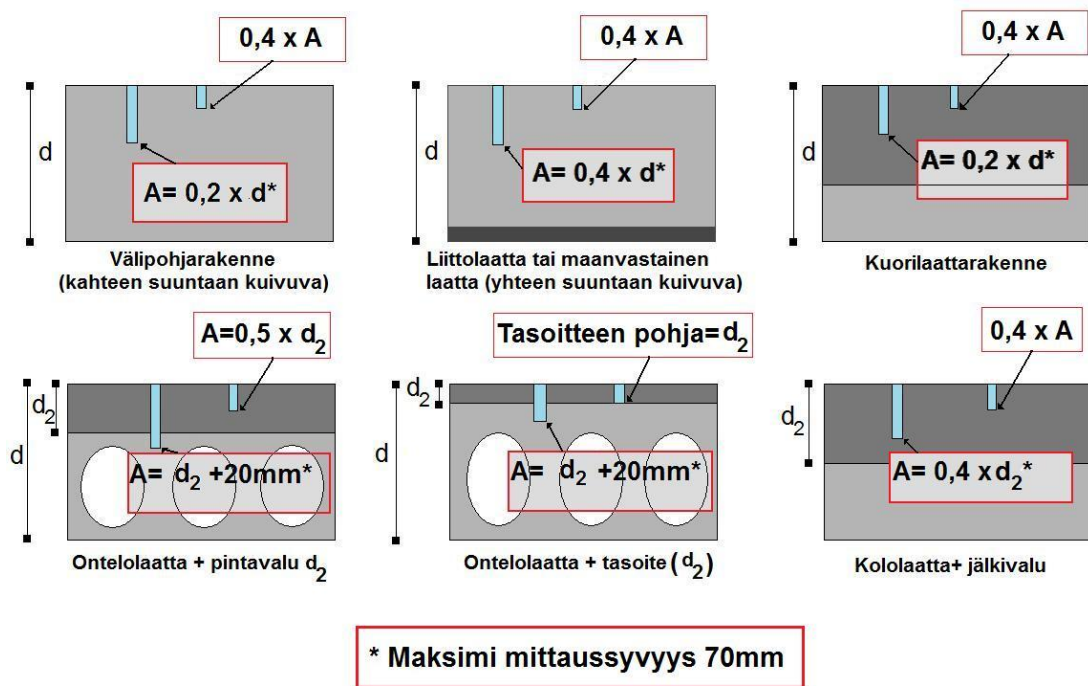 0,4 x A
d
A= 0,2 x d*
Välipohjarakenne
(kahteen suuntaan kuivuva)
0,4 x A
d
A= 0,4 x d*
Liittolaatta tai maanvastainen
laatta (yhteen suuntaan kuivuva)
0,4 x A
d
A= 0,2 x d*
Kuorilaattarakenne
A=0,5 x d2
d2
d
A= d2 +20mm*
Ontelolaatta + pintavalu d2
Tasoitteen pohja=d2
d2
d
A= d2 +20mm*
Ontelolaatta + tasoite (d2)
0,4 x A
d2
A= 0,4 x d2*
Kololaatta+ jälkivalu
* Maksimi mittaussyvyys 70mm